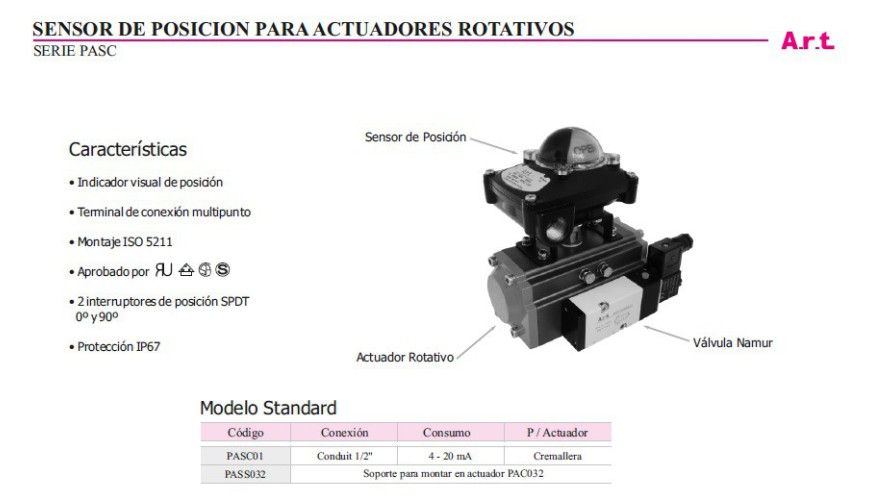 SENSOR DE POSICION PARA ACTUADORES ROTATIVOS
SERIE PASC
A.r.t.
Características
• Indicador visual de posición
• Terminal de conexión multipunto
• Montaje ISO 5211
• Aprobado por
• 2 interruptores de posición SPDT
0º y 90º
• Protección IP67
Sensor de Posición
OPEN
Actuador Rotativo
Válvula Namur
Modelo Standard
Código Conexión Consumo P / Actuador
PASC01 Conduit 1/2" 4 - 20 mA Cremallera
PASS032 Soporte para montar en actuador PAC032